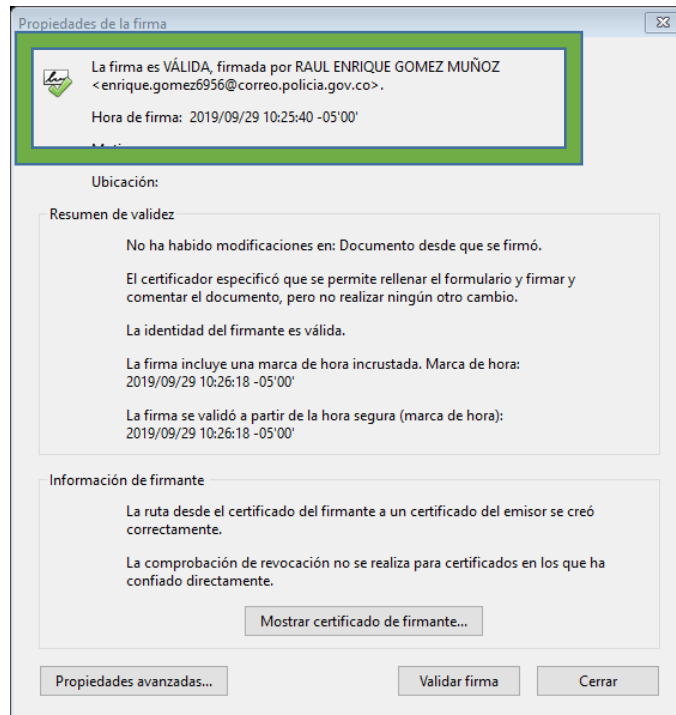 Propiedades de la firma
La firma es VÁLIDA, firmada por RAUL ENRIQUE GOMEZ MUÑOZ
<enrique.gomez6956@correo.policia.gov.co>.
Hora de firma: 2019/09/29 10:25:40 -05'00'
Ubicación:
Resumen de validez
No ha habido modificaciones en: Documento desde que se firmó.
El certificador especificó que se permite rellenar el formulario y firmar y
comentar el documento, pero no realizar ningún otro cambio.
La identidad del firmante es válida.
La firma incluye una marca de hora incrustada. Marca de hora:
2019/09/29 10:26:18 -05'00'
La firma se validó a partir de la hora segura (marca de hora):
2019/09/29 10:26:18 -05'00'
Información de firmante
La ruta desde el certificado del firmante a un certificado del emisor se creó
correctamente.
La comprobación de revocación no se realiza para certificados en los que ha
confiado directamente.
Mostrar certificado de firmante...
Propiedades avanzadas... Validar firma Cerrar